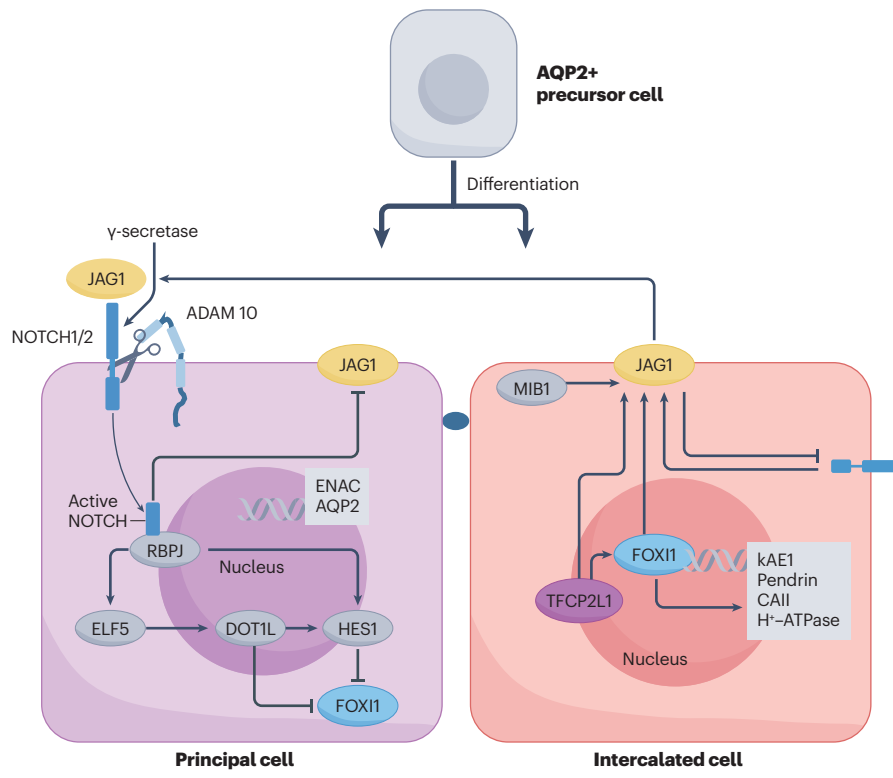 AQP2+
precursor cell
Differentiation
γ-secretase
JAG1
ADAM 10
NOTCH1/2
JAG1
Active
NOTCH
ENAC
AQP2
RBPJ
Nucleus
ELF5
DOT1L
HES1
FOXI1
Principal cell
JAG1
MIB1
FOXI1
TFCP2L1
kAE1
Pendrin
CAII
H⁺–ATPase
Nucleus
Intercalated cell